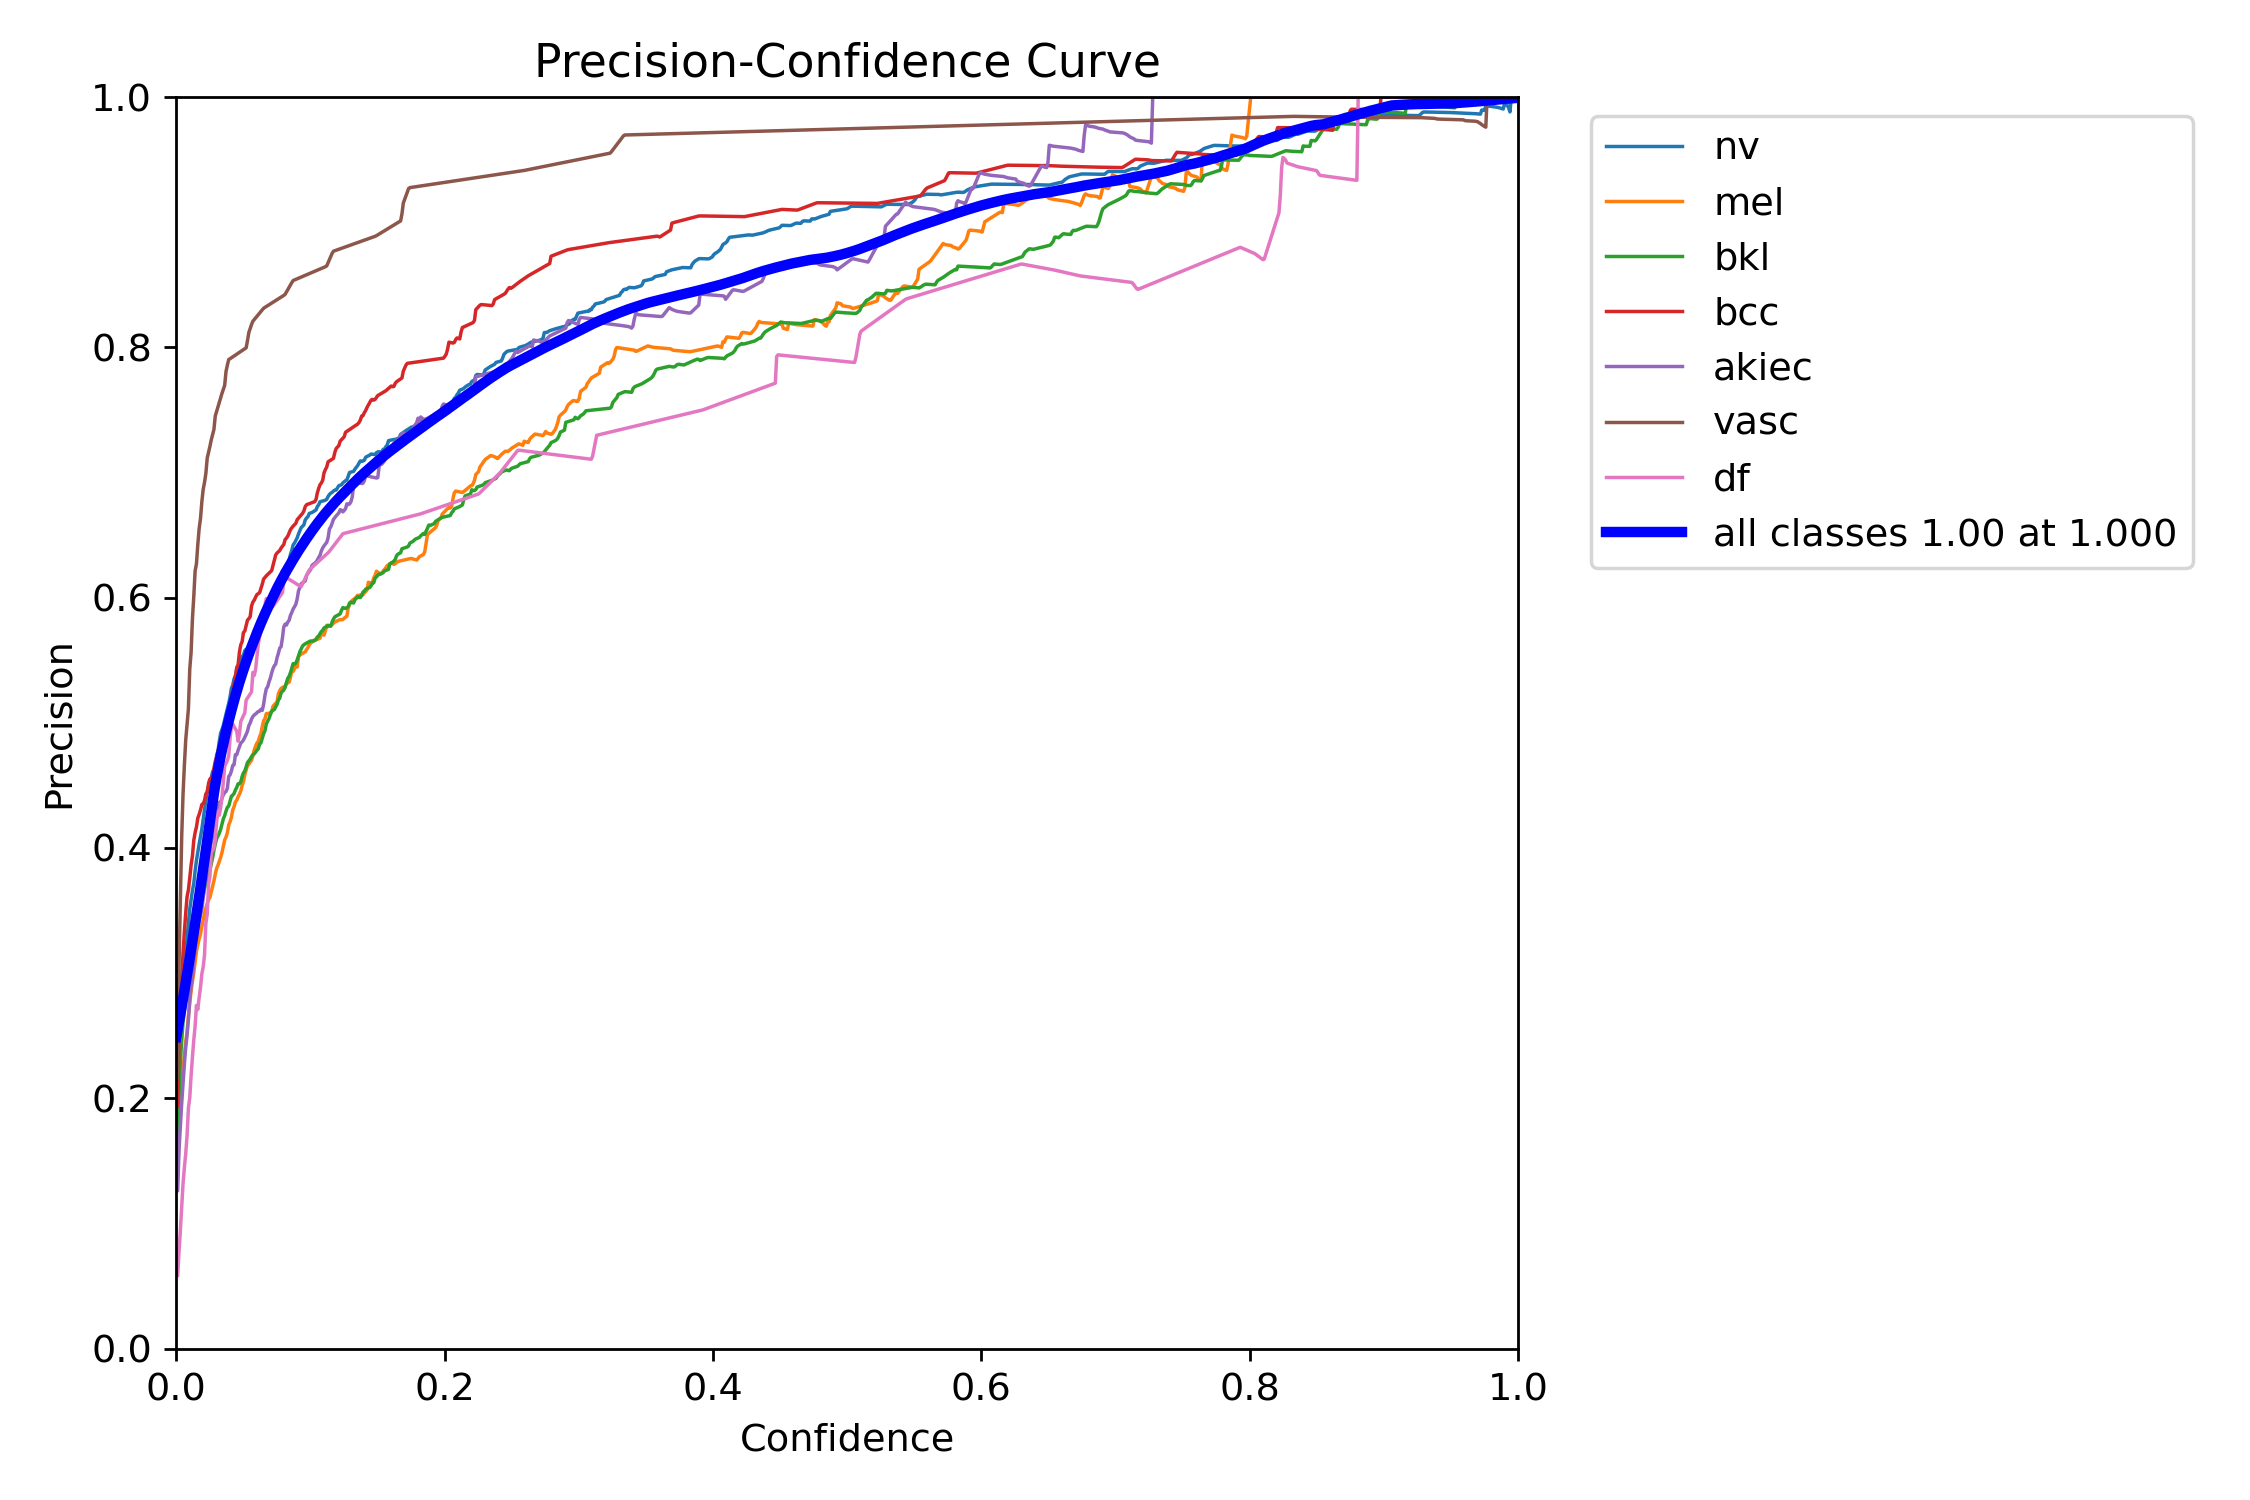 Precision-Confidence Curve
1.0
0.8
0.6
0.4
0.2
0.0
Precision
0.0 0.2 0.4 0.6 0.8 1.0
Confidence
nv
mel
bkl
bcc
akiec
vasc
df
all classes 1.00 at 1.000